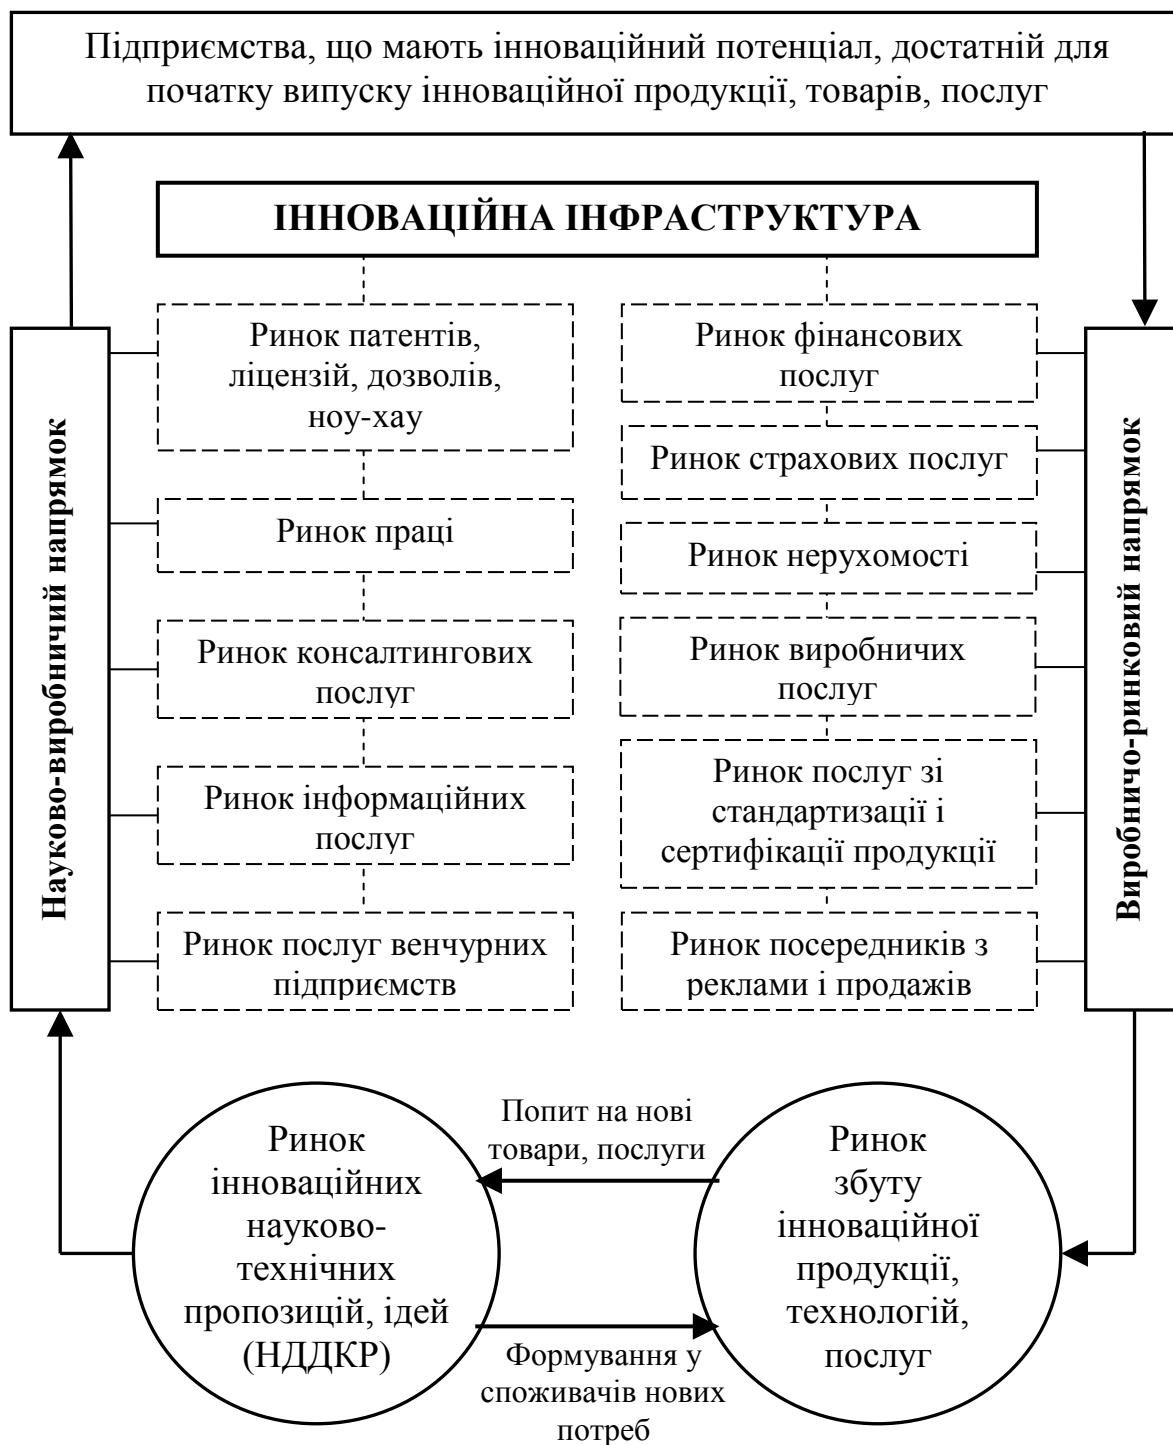 Підприємства, що мають інноваційний потенціал, достатній для
початку випуску інноваційної продукції, товарів, послуг
ІННОВАЦІЙНА ІНФРАСТРУКТУРА
Науково-виробничий напрямок
Ринок патентів,
ліцензій, дозволів,
ноу-хау
Ринок праці
Ринок консалтингових
послуг
Ринок інформаційних
послуг
Ринок послуг венчурних
підприємств
Ринок фінансових
послуг
Ринок страхових послуг
Ринок нерухомості
Ринок виробничих
послуг
Ринок послуг зі
стандартизації і
сертифікації продукції
Ринок посередників з
реклами і продажів
Виробничо-ринковий напрямок
Ринок
інноваційних
науково-
технічних
пропозицій, ідей
(НДДКР)
Попит на нові
товари, послуги
Формування у
споживачів нових
потреб
Ринок
збуту
інноваційної
продукції,
технологій,
послуг